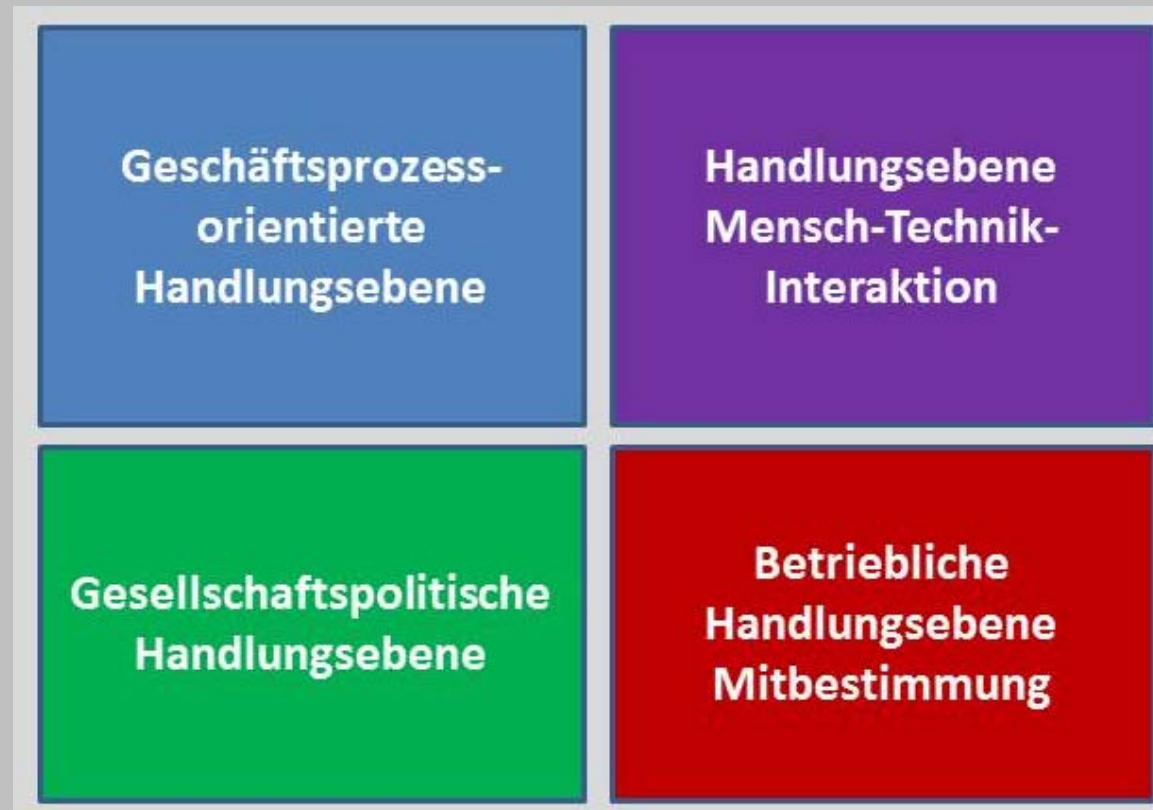 Geschäftsprozess-
orientierte
Handlungsebene
Handlungsebene
Mensch-Technik-
Interaktion
Gesellschaftspolitische
Handlungsebene
Betriebliche
Handlungsebene
Mitbestimmung